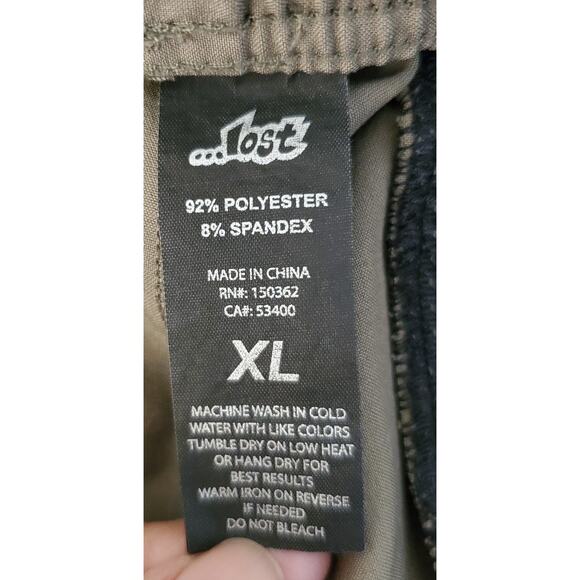 ...lost
92% POLYESTER
8% SPANDEX
MADE IN CHINA
RN#: 150362
CA#: 53400
XL
MACHINE WASH IN COLD
WATER WITH LIKE COLORS
TUMBLE DRY ON LOW HEAT
OR HANG DRY FOR
BEST RESULTS
WARM IRON ON REVERSE
IF NEEDED
DO NOT BLEACH